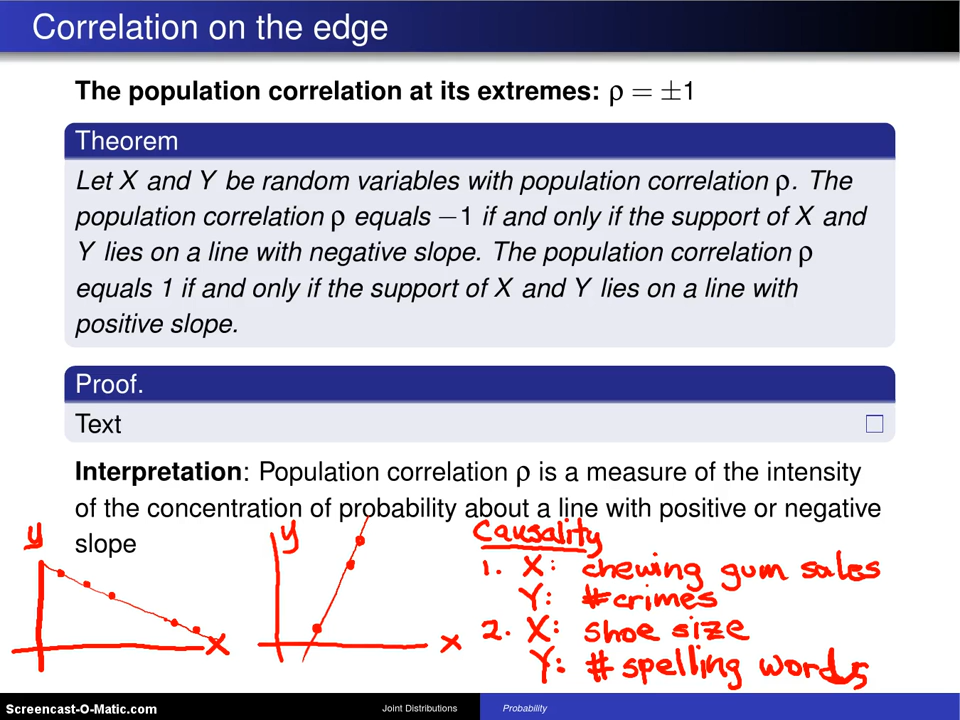 Correlation on the edge
The population correlation at its extremes: ρ = ±1
Theorem
Let X and Y be random variables with population correlation ρ. The
population correlation ρ equals −1 if and only if the support of X and
Y lies on a line with negative slope. The population correlation ρ
equals 1 if and only if the support of X and Y lies on a line with
positive slope.
Proof.
Text □
Interpretation: Population correlation ρ is a measure of the intensity
of the concentration of probability about a line with positive or negative
slope
y
X
y
x
Causality
1. X: chewing gum sales
Y: #crimes
2. X: shoe size
Y: # spelling words
Screencast-O-Matic.com
Joint Distributions
Probability